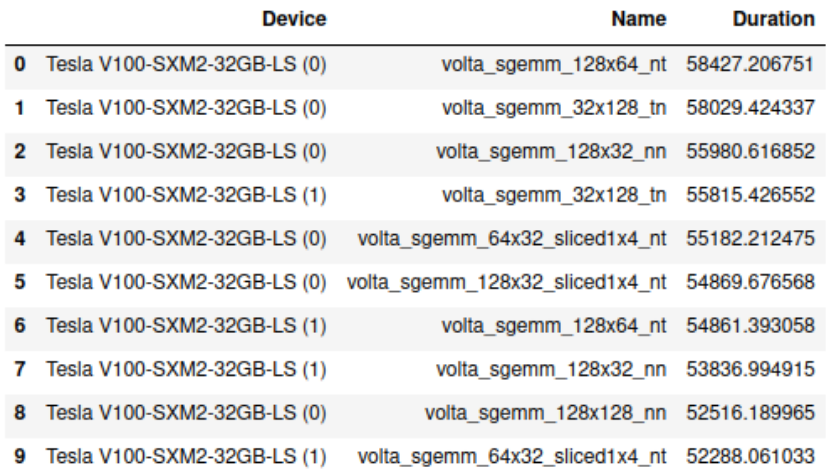 Device Name Duration
0 Tesla V100-SXM2-32GB-LS (0) volta_sgemm_128x64_nt 58427.206751
1 Tesla V100-SXM2-32GB-LS (0) volta_sgemm_32x128_tn 58029.424337
2 Tesla V100-SXM2-32GB-LS (0) volta_sgemm_128x32_nn 55980.616852
3 Tesla V100-SXM2-32GB-LS (1) volta_sgemm_32x128_tn 55815.426552
4 Tesla V100-SXM2-32GB-LS (0) volta_sgemm_64x32_sliced1x4_nt 55182.212475
5 Tesla V100-SXM2-32GB-LS (0) volta_sgemm_128x32_sliced1x4_nt 54869.676568
6 Tesla V100-SXM2-32GB-LS (1) volta_sgemm_128x64_nt 54861.393058
7 Tesla V100-SXM2-32GB-LS (1) volta_sgemm_128x32_nn 53836.994915
8 Tesla V100-SXM2-32GB-LS (0) volta_sgemm_128x128_nn 52516.189965
9 Tesla V100-SXM2-32GB-LS (1) volta_sgemm_64x32_sliced1x4_nt 52288.061033